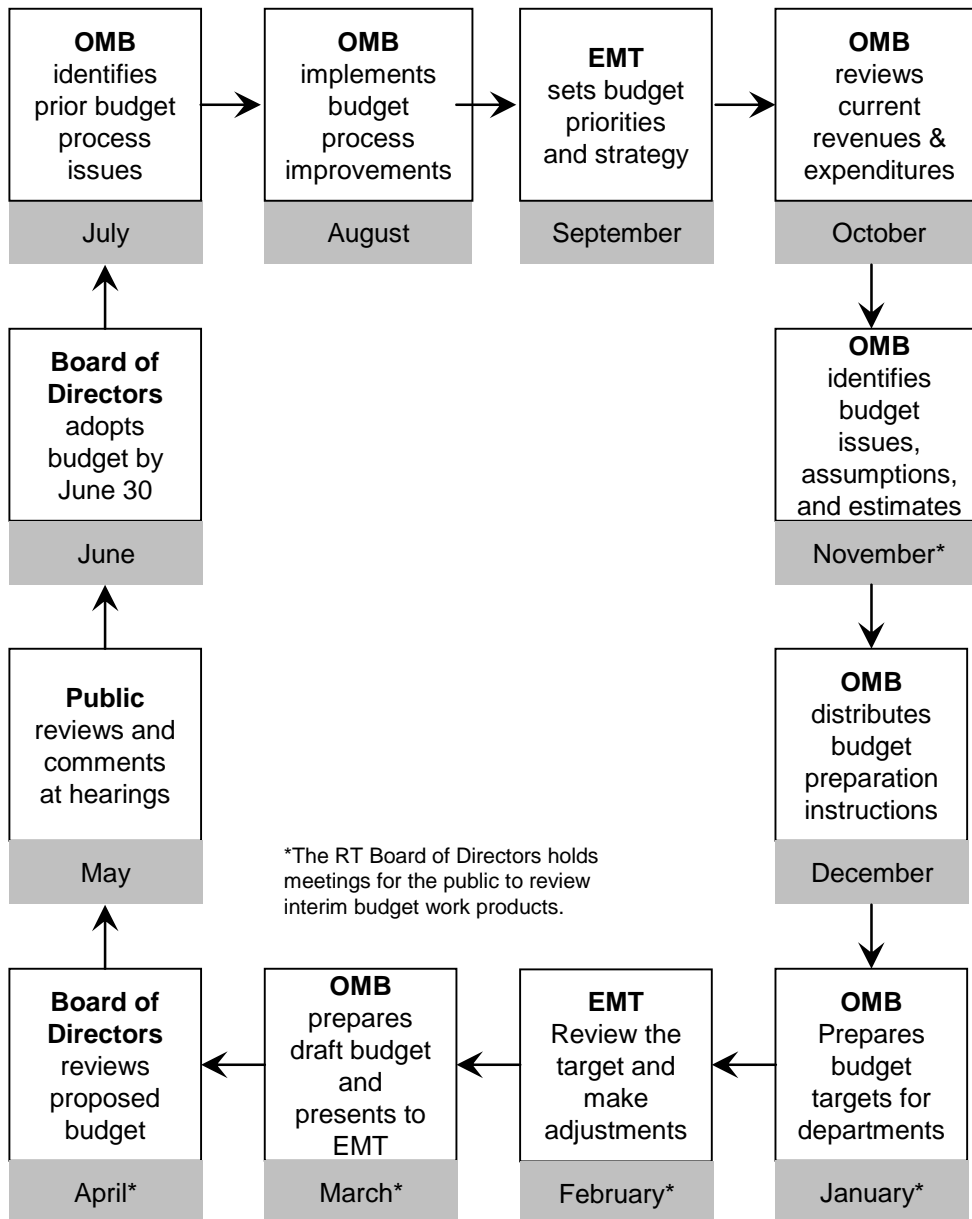 OMB
identifies
prior budget
process
issues
July
OMB
implements
budget
process
improvements
August
EMT
sets budget
priorities
and strategy
September
OMB
reviews
current
revenues &
expenditures
October
OMB
identifies
budget
issues,
assumptions,
and estimates
November*
OMB
distributes
budget
preparation
instructions
December
OMB
Prepares
budget
targets for
departments
January*
EMT
Review the
target and
make
adjustments
February*
OMB
prepares
draft budget
and
presents to
EMT
March*
Board of
Directors
reviews
proposed
budget
April*
Public
reviews and
comments
at hearings
May
Board of
Directors
adopts
budget by
June 30
June
*The RT Board of Directors holds
meetings for the public to review
interim budget work products.